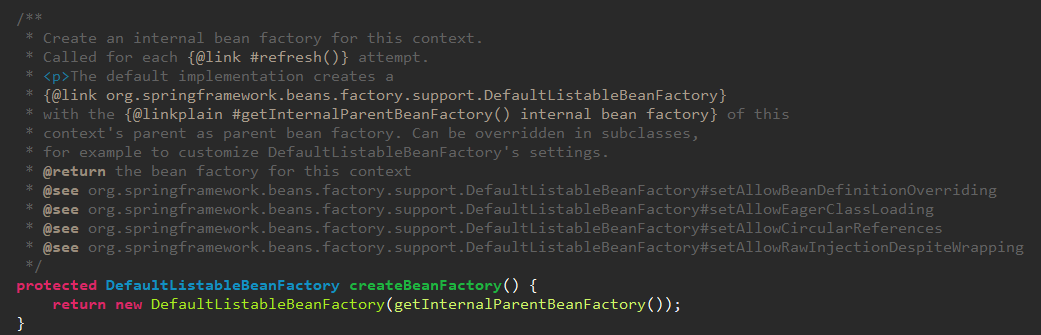 /**
 * Create an internal bean factory for this context.
 * Called for each {@link #refresh()} attempt.
 * <p>The default implementation creates a
 * {@link org.springframework.beans.factory.support.DefaultListableBeanFactory}
 * with the {@linkplain #getInternalParentBeanFactory() internal bean factory} of this
 * context's parent as parent bean factory. Can be overridden in subclasses,
 * for example to customize DefaultListableBeanFactory's settings.
 * @return the bean factory for this context
 * @see org.springframework.beans.factory.support.DefaultListableBeanFactory#setAllowBeanDefinitionOverriding
 * @see org.springframework.beans.factory.support.DefaultListableBeanFactory#setAllowEagerClassLoading
 * @see org.springframework.beans.factory.support.DefaultListableBeanFactory#setAllowCircularReferences
 * @see org.springframework.beans.factory.support.DefaultListableBeanFactory#setAllowRawInjectionDespiteWrapping
 */
protected DefaultListableBeanFactory createBeanFactory() {
    return new DefaultListableBeanFactory(getInternalParentBeanFactory());
}